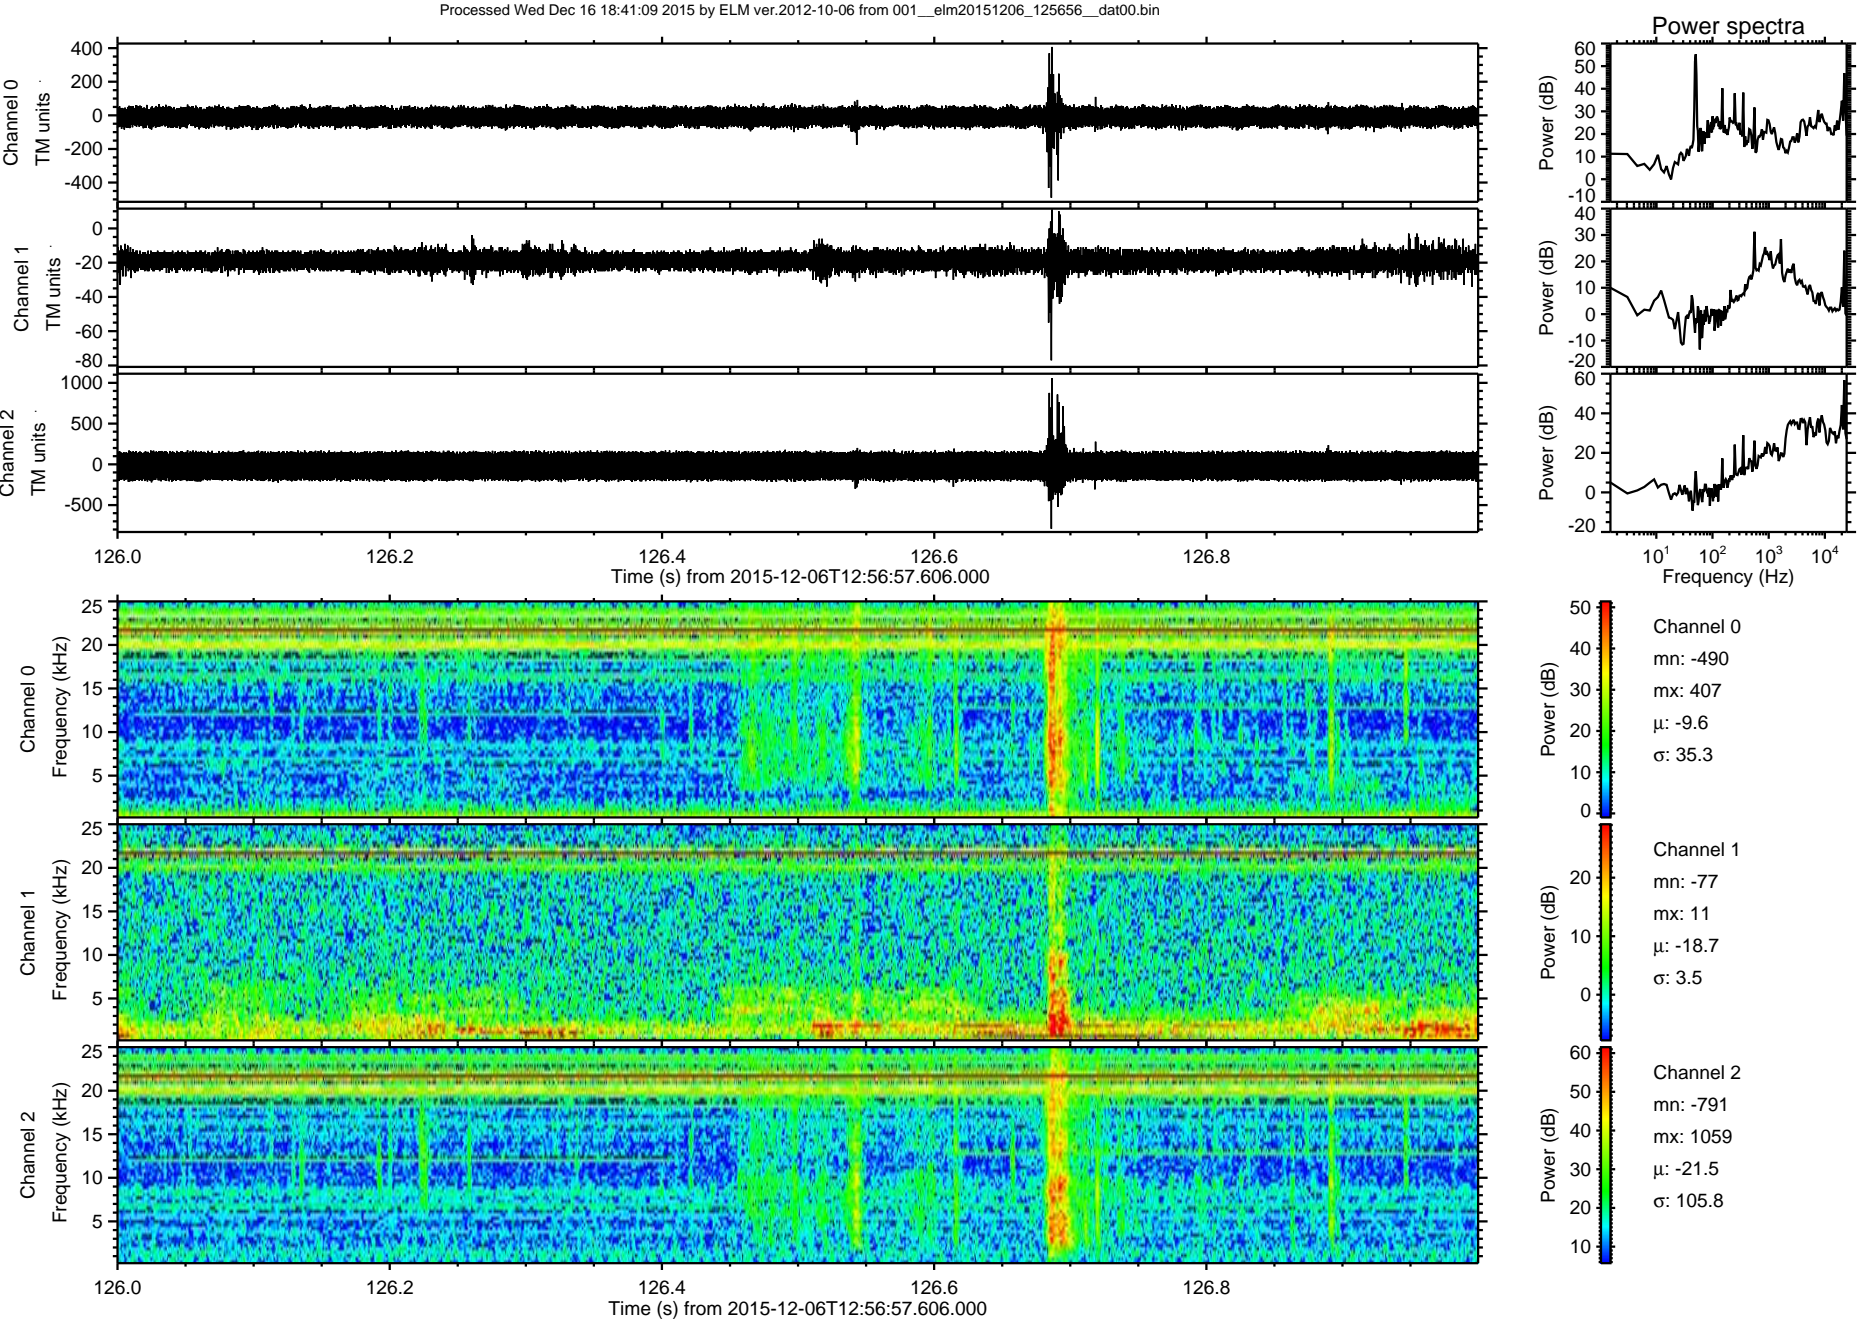 Processed Wed Dec 16 18:41:09 2015 by ELM ver.2012-10-06 from 001__elm20151206_125656__dat00.bin
Power spectra
Channel 0
TM units
400
200
0
-200
-400
Power (dB)
60
50
40
30
20
10
0
-10
Channel 1
TM units
0
-20
-40
-60
-80
Power (dB)
40
30
20
10
0
-10
-20
Channel 2
TM units
1000
500
0
-500
Power (dB)
60
40
20
0
-20
126.0 126.2 126.4 126.6 126.8
Time (s) from 2015-12-06T12:56:57.606.000
10^1 10^2 10^3 10^4
Frequency (Hz)
Channel 0
Frequency (kHz)
25
20
15
10
5
Power (dB)
50
40
30
20
10
0
Channel 0
mn: -490
mx: 407
μ: -9.6
σ: 35.3
Channel 1
Frequency (kHz)
25
20
15
10
5
Power (dB)
20
10
0
Channel 1
mn: -77
mx: 11
μ: -18.7
σ: 3.5
Channel 2
Frequency (kHz)
25
20
15
10
5
Power (dB)
60
50
40
30
20
10
Channel 2
mn: -791
mx: 1059
μ: -21.5
σ: 105.8
126.0 126.2 126.4 126.6 126.8
Time (s) from 2015-12-06T12:56:57.606.000